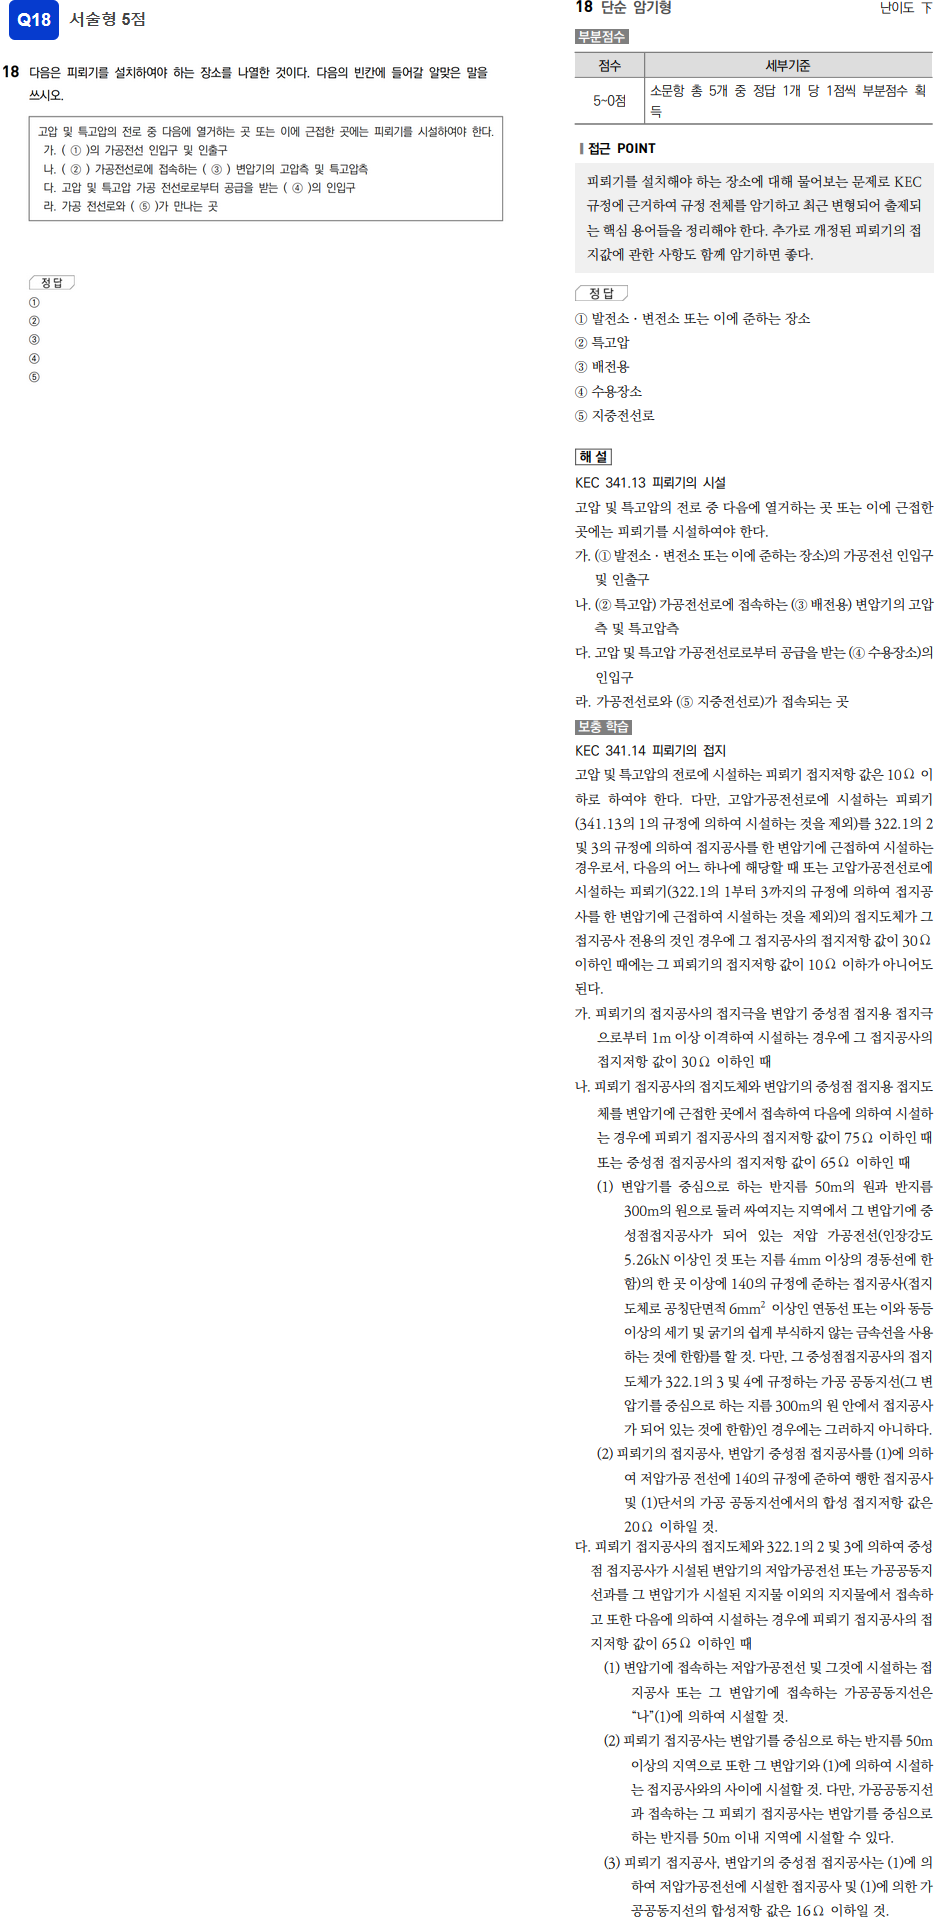 Q18 서술형 5점
18 다음은 피뢰기를 설치하여야 하는 장소를 나열한 것이다. 다음의 빈칸에 들어갈 알맞은 말을
쓰시오.
고압 및 특고압의 전로 중 다음에 열거하는 곳 또는 이에 근접한 곳에는 피뢰기를 시설하여야 한다.
가. ( ① )의 가공전선 인입구 및 인출구
나. ( ② ) 가공전선로에 접속하는 ( ③ ) 변압기의 고압측 및 특고압측
다. 고압 및 특고압 가공 전선로로부터 공급을 받는 ( ④ )의 인입구
라. 가공 전선로와 ( ⑤ )가 만나는 곳
정답
①
②
③
④
⑤
18 단순 암기형 난이도 下
부분점수
점수 세부기준
5~0점 소문항 총 5개 중 정답 1개 당 1점씩 부분점수 획
득
접근 POINT
피뢰기를 설치해야 하는 장소에 대해 물어보는 문제로 KEC
규정에 근거하여 규정 전체를 암기하고 최근 변형되어 출제되
는 핵심 용어들을 정리해야 한다. 추가로 개정된 피뢰기의 접
지값에 관한 사항도 함께 암기하면 좋다.
정답
① 발전소 · 변전소 또는 이에 준하는 장소
② 특고압
③ 배전용
④ 수용장소
⑤ 지중전선로
해설
KEC 341.13 피뢰기의 시설
고압 및 특고압의 전로 중 다음에 열거하는 곳 또는 이에 근접한
곳에는 피뢰기를 시설하여야 한다.
가. (① 발전소 · 변전소 또는 이에 준하는 장소)의 가공전선 인입구
및 인출구
나. (② 특고압) 가공전선로에 접속하는 (③ 배전용) 변압기의 고압
측 및 특고압측
다. 고압 및 특고압 가공전선로로부터 공급을 받는 (④ 수용장소)의
인입구
라. 가공전선로와 (⑤ 지중전선로)가 접속되는 곳
보충 학습
KEC 341.14 피뢰기의 접지
고압 및 특고압의 전로에 시설하는 피뢰기 접지저항 값은 10Ω 이
하로 하여야 한다. 다만, 고압가공전선로에 시설하는 피뢰기
(341.13의 1의 규정에 의하여 시설하는 것을 제외)를 322.1의 2
및 3의 규정에 의하여 접지공사를 한 변압기에 근접하여 시설하는
경우로서, 다음의 어느 하나에 해당할 때 또는 고압가공전선로에
시설하는 피뢰기(322.1의 1부터 3까지의 규정에 의하여 접지공
사를 한 변압기에 근접하여 시설하는 것을 제외)의 접지도체가 그
접지공사 전용의 것인 경우에 그 접지공사의 접지저항 값이 30Ω
이하인 때에는 그 피뢰기의 접지저항 값이 10Ω 이하가 아니어도
된다.
가. 피뢰기의 접지공사의 접지극을 변압기 중성점 접지용 접지극
으로부터 1m 이상 이격하여 시설하는 경우에 그 접지공사의
접지저항 값이 30Ω 이하인 때
나. 피뢰기 접지공사의 접지도체와 변압기의 중성점 접지용 접지도
체를 변압기에 근접한 곳에서 접속하여 다음에 의하여 시설하
는 경우에 피뢰기 접지공사의 접지저항 값이 75Ω 이하인 때
또는 중성점 접지공사의 접지저항 값이 65Ω 이하인 때
(1) 변압기를 중심으로 하는 반지름 50m의 원과 반지름
300m의 원으로 둘러 싸여지는 지역에서 그 변압기에 중
성점접지공사가 되어 있는 저압 가공전선(인장강도
5.26kN 이상인 것 또는 지름 4mm 이상의 경동선에 한
함)의 한 곳 이상에 140의 규정에 준하는 접지공사(접지
도체로 공칭단면적 6mm² 이상인 연동선 또는 이와 동등
이상의 세기 및 굵기의 쉽게 부식하지 않는 금속선을 사용
하는 것에 한함)를 할 것. 다만, 그 중성점접지공사의 접지
도체가 322.1의 3 및 4에 규정하는 가공 공동지선(그 변
압기를 중심으로 하는 지름 300m의 원 안에서 접지공사
가 되어 있는 것에 한함)인 경우에는 그러하지 아니하다.
(2) 피뢰기의 접지공사, 변압기 중성점 접지공사를 (1)에 의하
여 저압가공 전선에 140의 규정에 준하여 행한 접지공사
및 (1)단서의 가공 공동지선에서의 합성 접지저항 값은
20Ω 이하일 것.
다. 피뢰기 접지공사의 접지도체와 322.1의 2 및 3에 의하여 중성
점 접지공사가 시설된 변압기의 저압가공전선 또는 가공공동지
선과를 그 변압기가 시설된 지지물 이외의 지지물에서 접속하
고 또한 다음에 의하여 시설하는 경우에 피뢰기 접지공사의 접
지저항 값이 65Ω 이하인 때
(1) 변압기에 접속하는 저압가공전선 및 그것에 시설하는 접
지공사 또는 그 변압기에 접속하는 가공공동지선은
“나”(1)에 의하여 시설할 것.
(2) 피뢰기 접지공사는 변압기를 중심으로 하는 반지름 50m
이상의 지역으로 또한 그 변압기와 (1)에 의하여 시설하
는 접지공사와의 사이에 시설할 것. 다만, 가공공동지선
과 접속하는 그 피뢰기 접지공사는 변압기를 중심으로
하는 반지름 50m 이내 지역에 시설할 수 있다.
(3) 피뢰기 접지공사, 변압기의 중성점 접지공사는 (1)에 의
하여 저압가공전선에 시설한 접지공사 및 (1)에 의한 가
공공동지선의 합성저항 값은 16Ω 이하일 것.